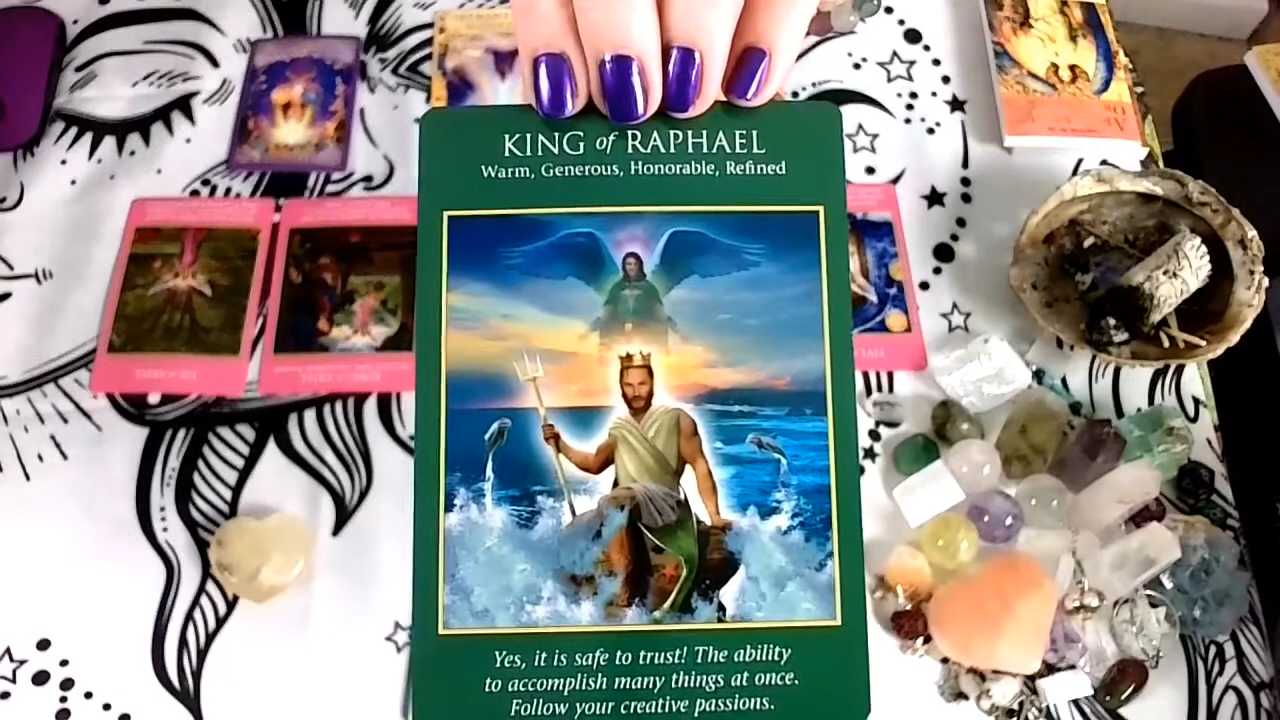 KING of RAPHAEL
Warm, Generous, Honorable, Refined
Yes, it is safe to trust! The ability
to accomplish many things at once.
Follow your creative passions.